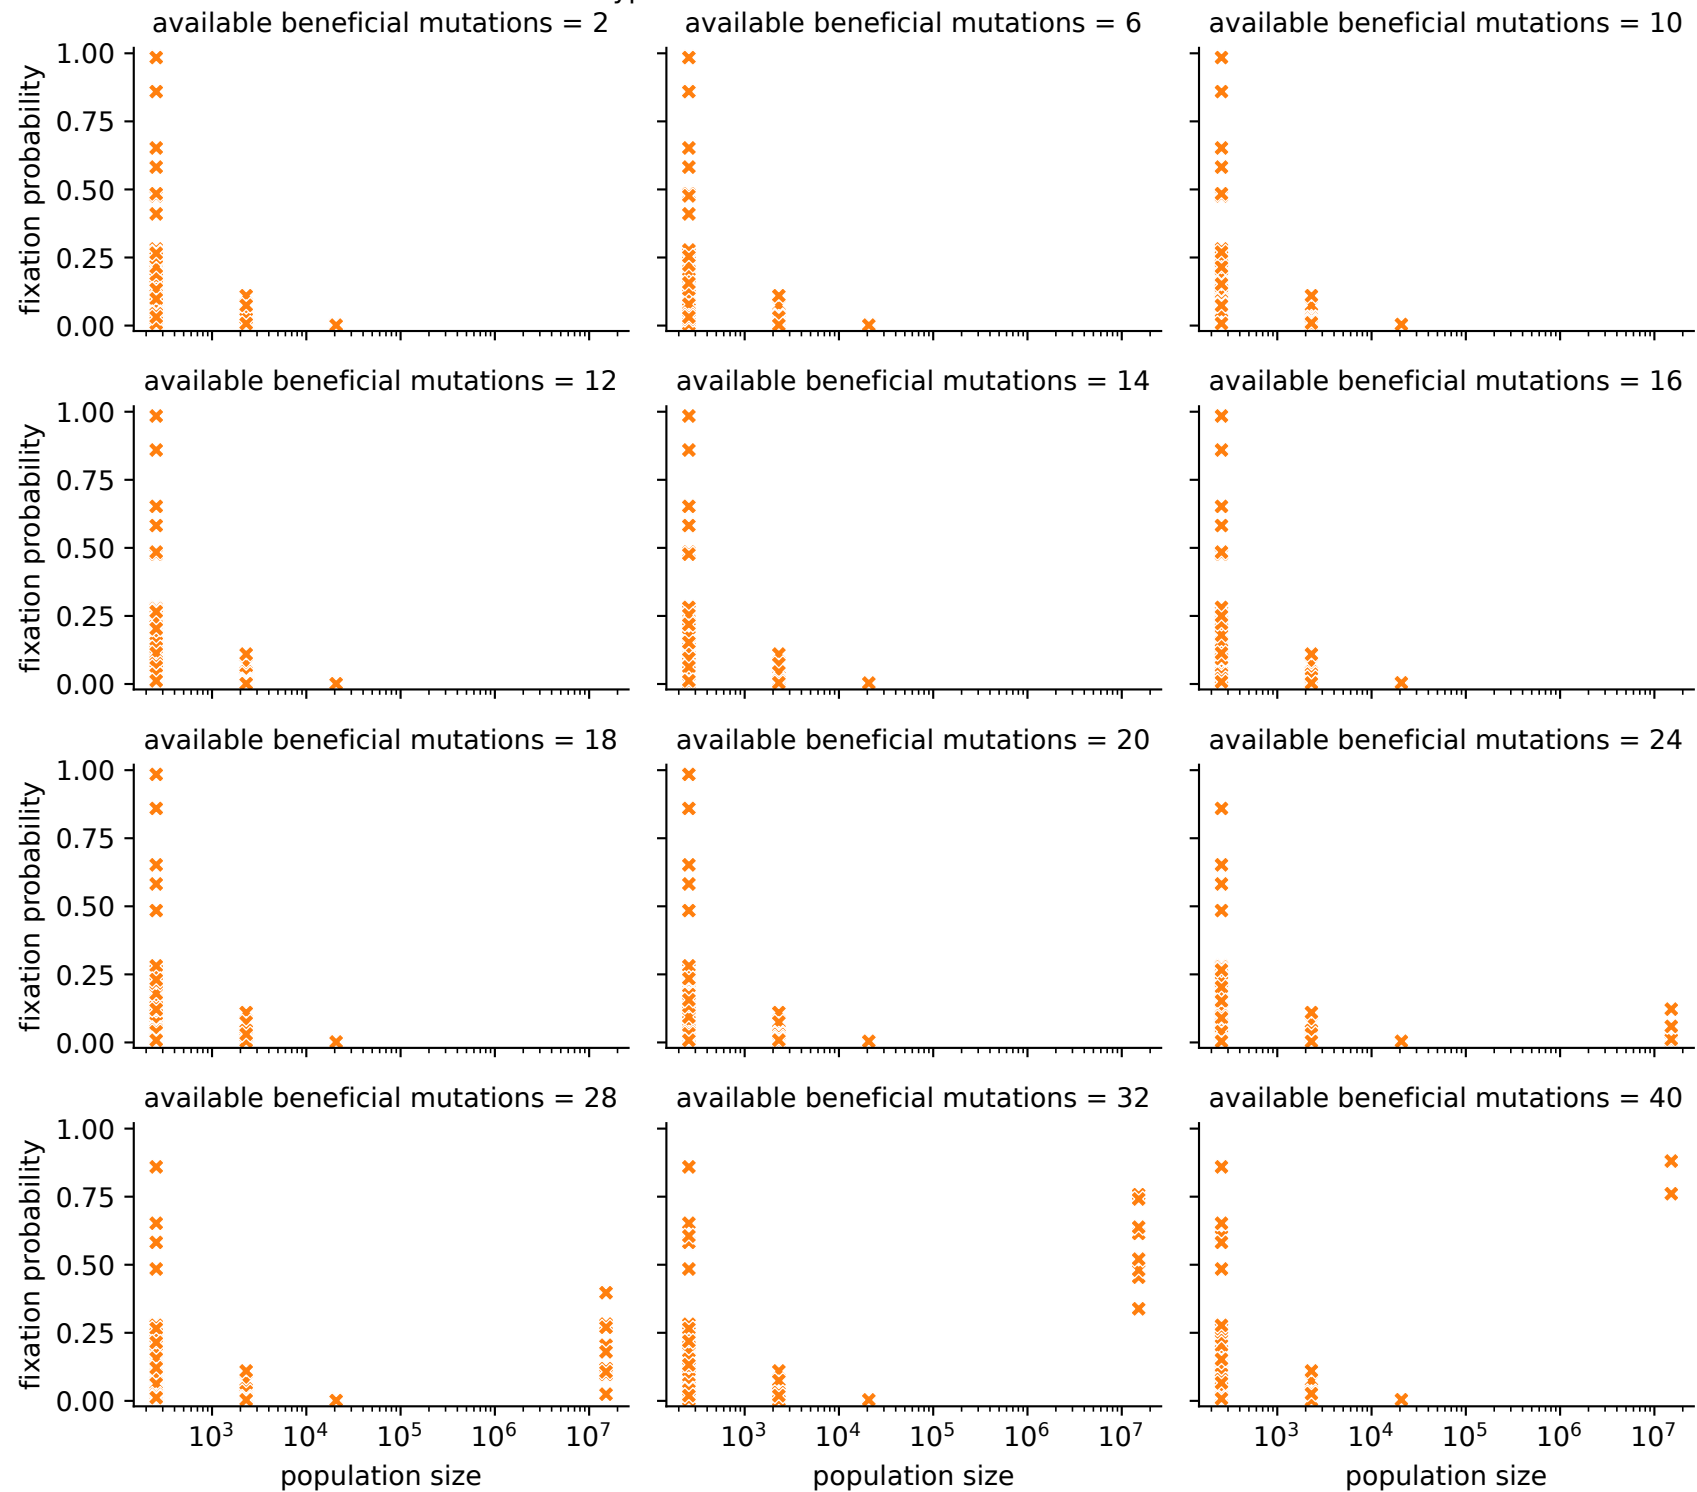 available beneficial mutations = 2
available beneficial mutations = 6
available beneficial mutations = 10
fixation probability
1.00
0.75
0.50
0.25
0.00
available beneficial mutations = 12
available beneficial mutations = 14
available beneficial mutations = 16
fixation probability
1.00
0.75
0.50
0.25
0.00
available beneficial mutations = 18
available beneficial mutations = 20
available beneficial mutations = 24
fixation probability
1.00
0.75
0.50
0.25
0.00
available beneficial mutations = 28
available beneficial mutations = 32
available beneficial mutations = 40
fixation probability
1.00
0.75
0.50
0.25
0.00
10³ 10⁴ 10⁵ 10⁶ 10⁷
10³ 10⁴ 10⁵ 10⁶ 10⁷
10³ 10⁴ 10⁵ 10⁶ 10⁷
population size
population size
population size